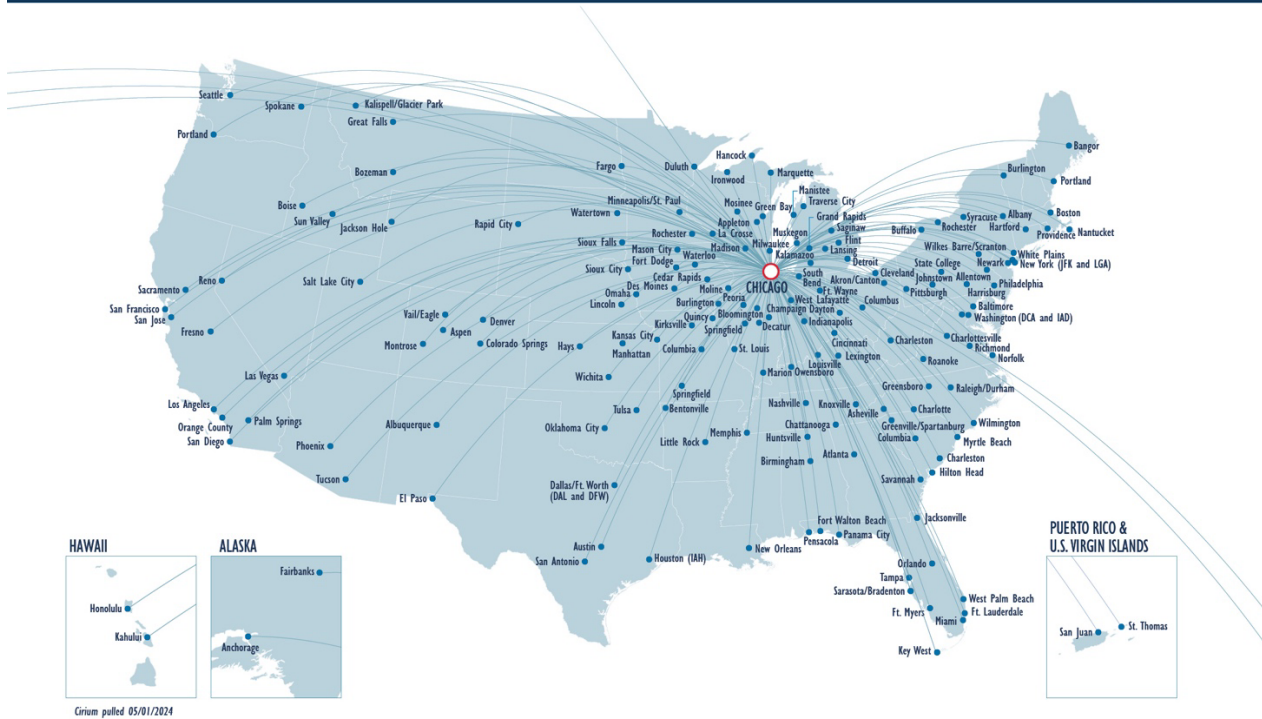 Seattle
Spokane
Kalispell/Glacier Park
Great Falls
Portland
Bozeman
Boise
Sun Valley
Jackson Hole
Rapid City
Fargo
Duluth
Hancock
Ironwood
Marquette
Manistee
Traverse City
Minneapolis/St. Paul
Mosinee
Green Bay
Watertown
Appleton
Grand Rapids
Muskegon
Saginaw
Rochester
La Crosse
Sioux Falls
Mason City
Madison
Milwaukee
Kalamazoo
Flint
Lansing
Detroit
Waterloo
Fort Dodge
Sioux City
Cedar Rapids
Des Moines
Moline
CHICAGO
South
Bend
Ft. Wayne
Akron/Canton
Cleveland
Omaha
Lincoln
Burlington
Peoria
Champaign
West Lafayette
Dayton
Columbus
Quincy
Bloomington
Indianapolis
Kirksville
Springfield
Decatur
Bangor
Burlington
Portland
Syracuse
Albany
Boston
Buffalo
Rochester
Hartford
Providence
Nantucket
Wilkes Barre/Scranton
White Plains
State College
Newark
New York (JFK and LGA)
Johnstown
Allentown
Pittsburgh
Harrisburg
Philadelphia
Baltimore
Washington (DCA and IAD)
Reno
Sacramento
San Francisco
San Jose
Fresno
Salt Lake City
Vail/Eagle
Denver
Aspen
Montrose
Colorado Springs
Hays
Kansas City
Manhattan
Columbia
St. Louis
Cincinnati
Charleston
Charlottesville
Richmond
Norfolk
Louisville
Lexington
Roanoke
Las Vegas
Wichita
Marion
Owensboro
Springfield
Greensboro
Raleigh/Durham
Los Angeles
Orange County
Palm Springs
San Diego
Phoenix
Tucson
Albuquerque
El Paso
Tulsa
Bentonville
Oklahoma City
Little Rock
Memphis
Nashville
Knoxville
Asheville
Charlotte
Chattanooga
Greenville/Spartanburg
Wilmington
Huntsville
Columbia
Myrtle Beach
Birmingham
Atlanta
Charleston
Hilton Head
Savannah
Dallas/Ft. Worth
(DAL and DFW)
Austin
San Antonio
Houston (IAH)
New Orleans
Fort Walton Beach
Pensacola
Panama City
Jacksonville
Orlando
Tampa
Sarasota/Bradenton
West Palm Beach
Ft. Myers
Ft. Lauderdale
Miami
Key West
HAWAII
Honolulu
Kahului
ALASKA
Fairbanks
Anchorage
PUERTO RICO &
U.S. VIRGIN ISLANDS
San Juan
St. Thomas
Cirium pulled 05/01/2024